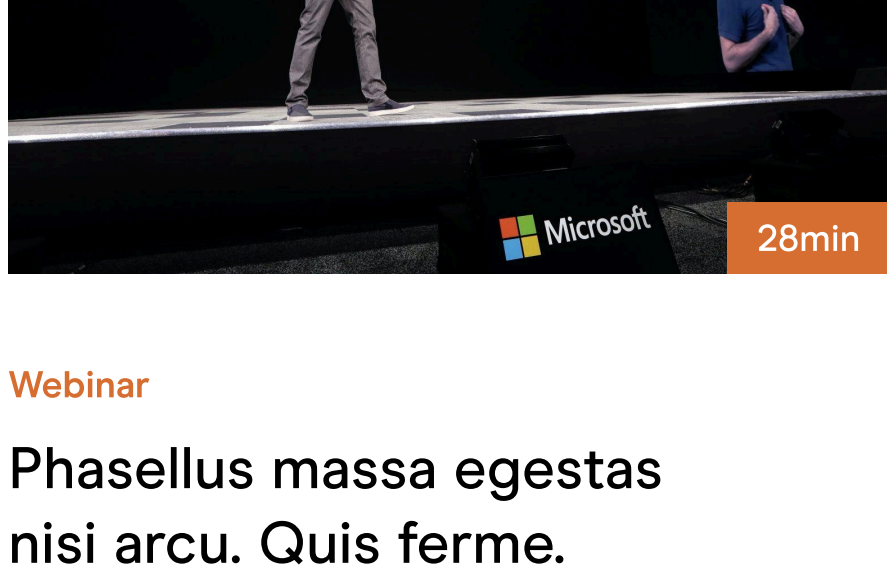 Microsoft
28min
Webinar
Phasellus massa egestas
nisi arcu. Quis ferme.